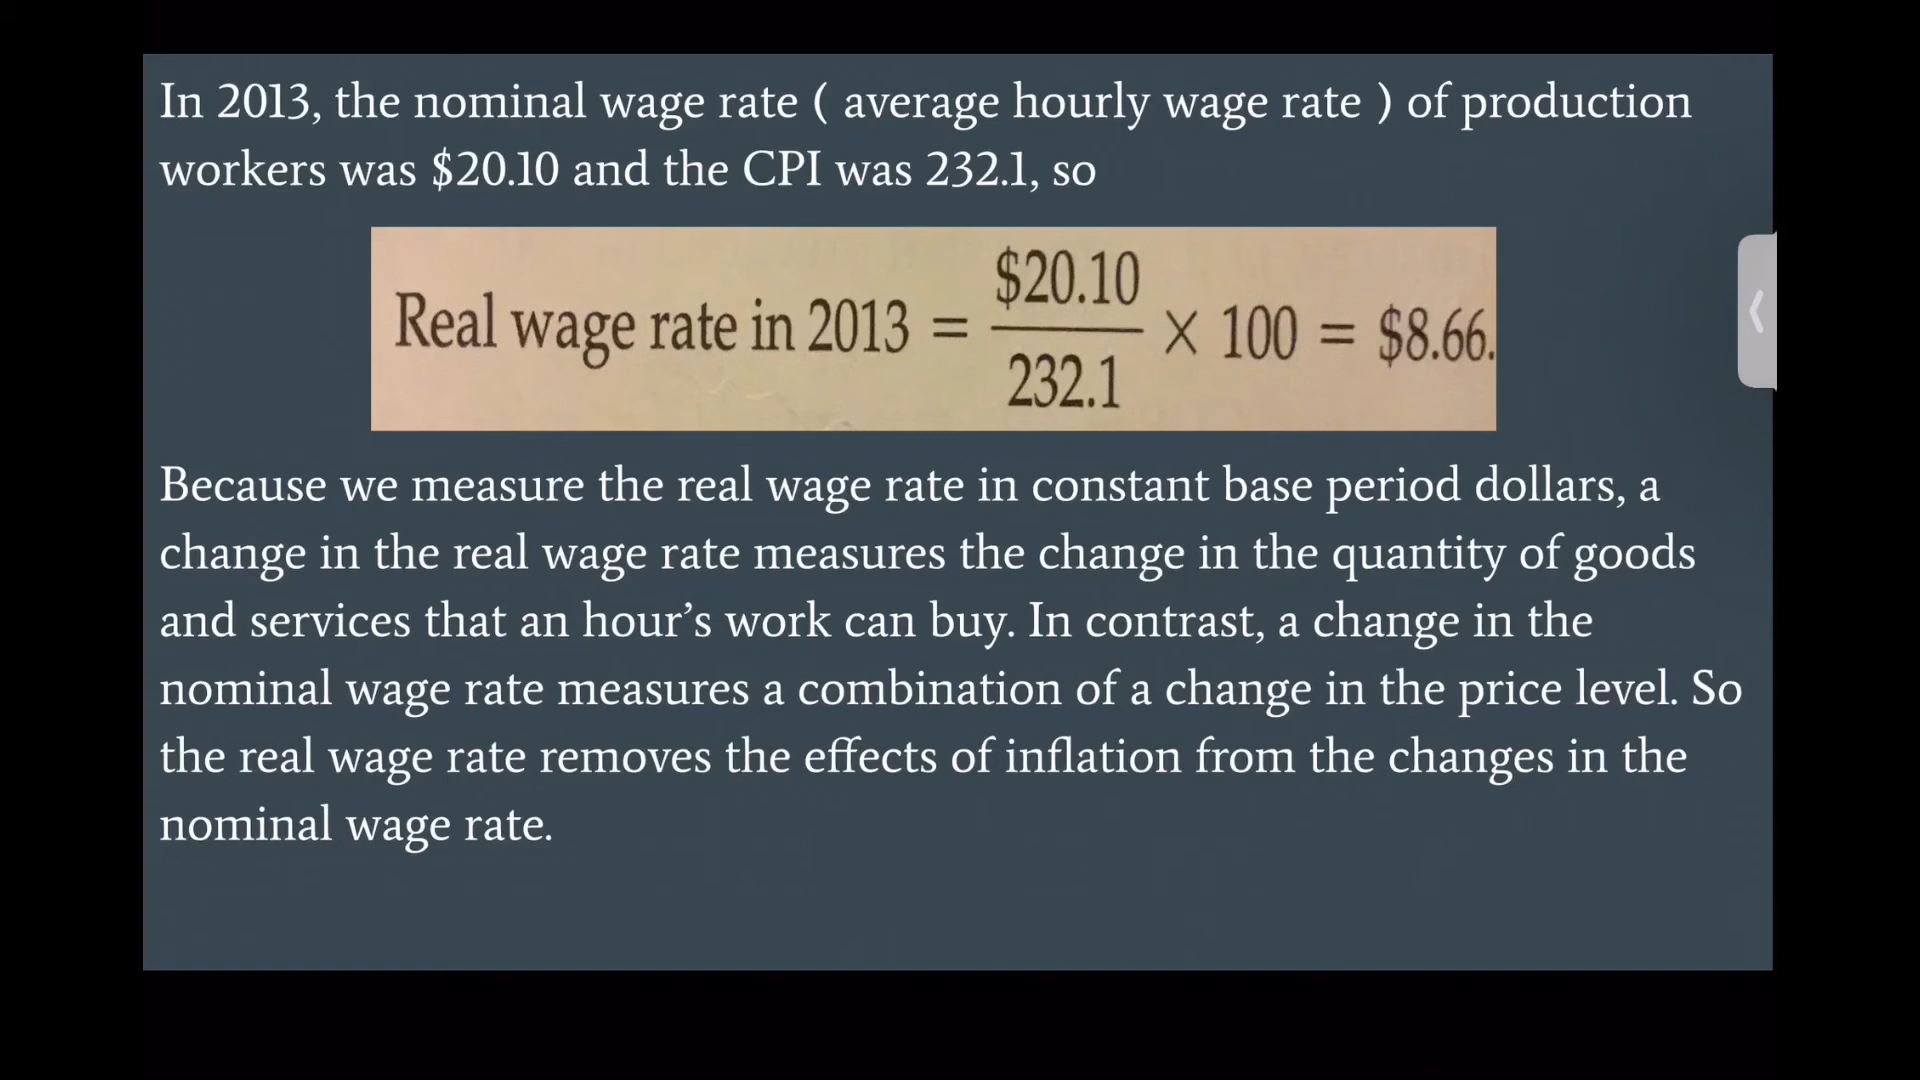 In 2013, the nominal wage rate ( average hourly wage rate ) of production
workers was $20.10 and the CPI was 232.1, so
Real wage rate in 2013 = $20.10 / 232.1 × 100 = $8.66.
Because we measure the real wage rate in constant base period dollars, a
change in the real wage rate measures the change in the quantity of goods
and services that an hour’s work can buy. In contrast, a change in the
nominal wage rate measures a combination of a change in the price level. So
the real wage rate removes the effects of inflation from the changes in the
nominal wage rate.